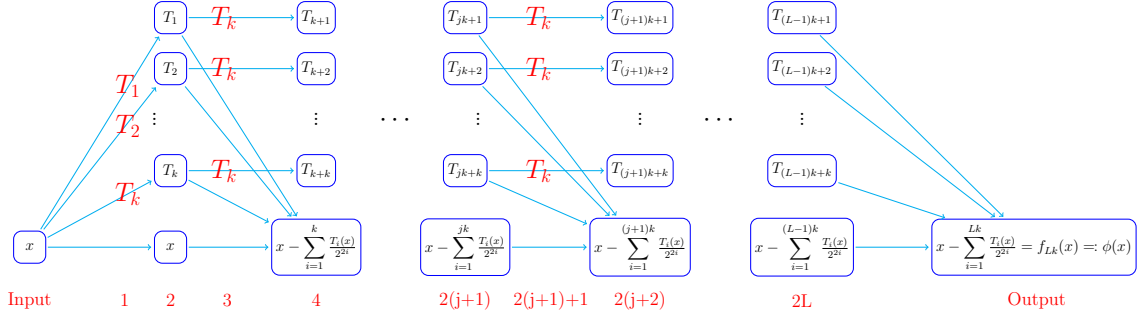 $T_1$ $T_k$ $T_{k+1}$ $T_{jk+1}$ $T_k$ $T_{(j+1)k+1}$ $T_{(L-1)k+1}$
$T_2$ $T_k$ $T_{k+2}$ $T_{jk+2}$ $T_k$ $T_{(j+1)k+2}$ $T_{(L-1)k+2}$
$T_1$
$T_2$ ⋮ ⋮ ⋯ ⋮ ⋮ ⋯ ⋮
$T_k$ $T_k$ $T_{k+k}$ $T_{jk+k}$ $T_k$ $T_{(j+1)k+k}$ $T_{(L-1)k+k}$
$T_k$
$x$ $x$ $x - \sum_{i=1}^{k} \frac{T_i(x)}{2^{2i}}$ $x - \sum_{i=1}^{jk} \frac{T_i(x)}{2^{2i}}$ $x - \sum_{i=1}^{(j+1)k} \frac{T_i(x)}{2^{2i}}$ $x - \sum_{i=1}^{(L-1)k} \frac{T_i(x)}{2^{2i}}$ $x - \sum_{i=1}^{Lk} \frac{T_i(x)}{2^{2i}} = f_{Lk}(x) =: \phi(x)$
Input 1 2 3 4 2(j+1) 2(j+1)+1 2(j+2) 2L Output